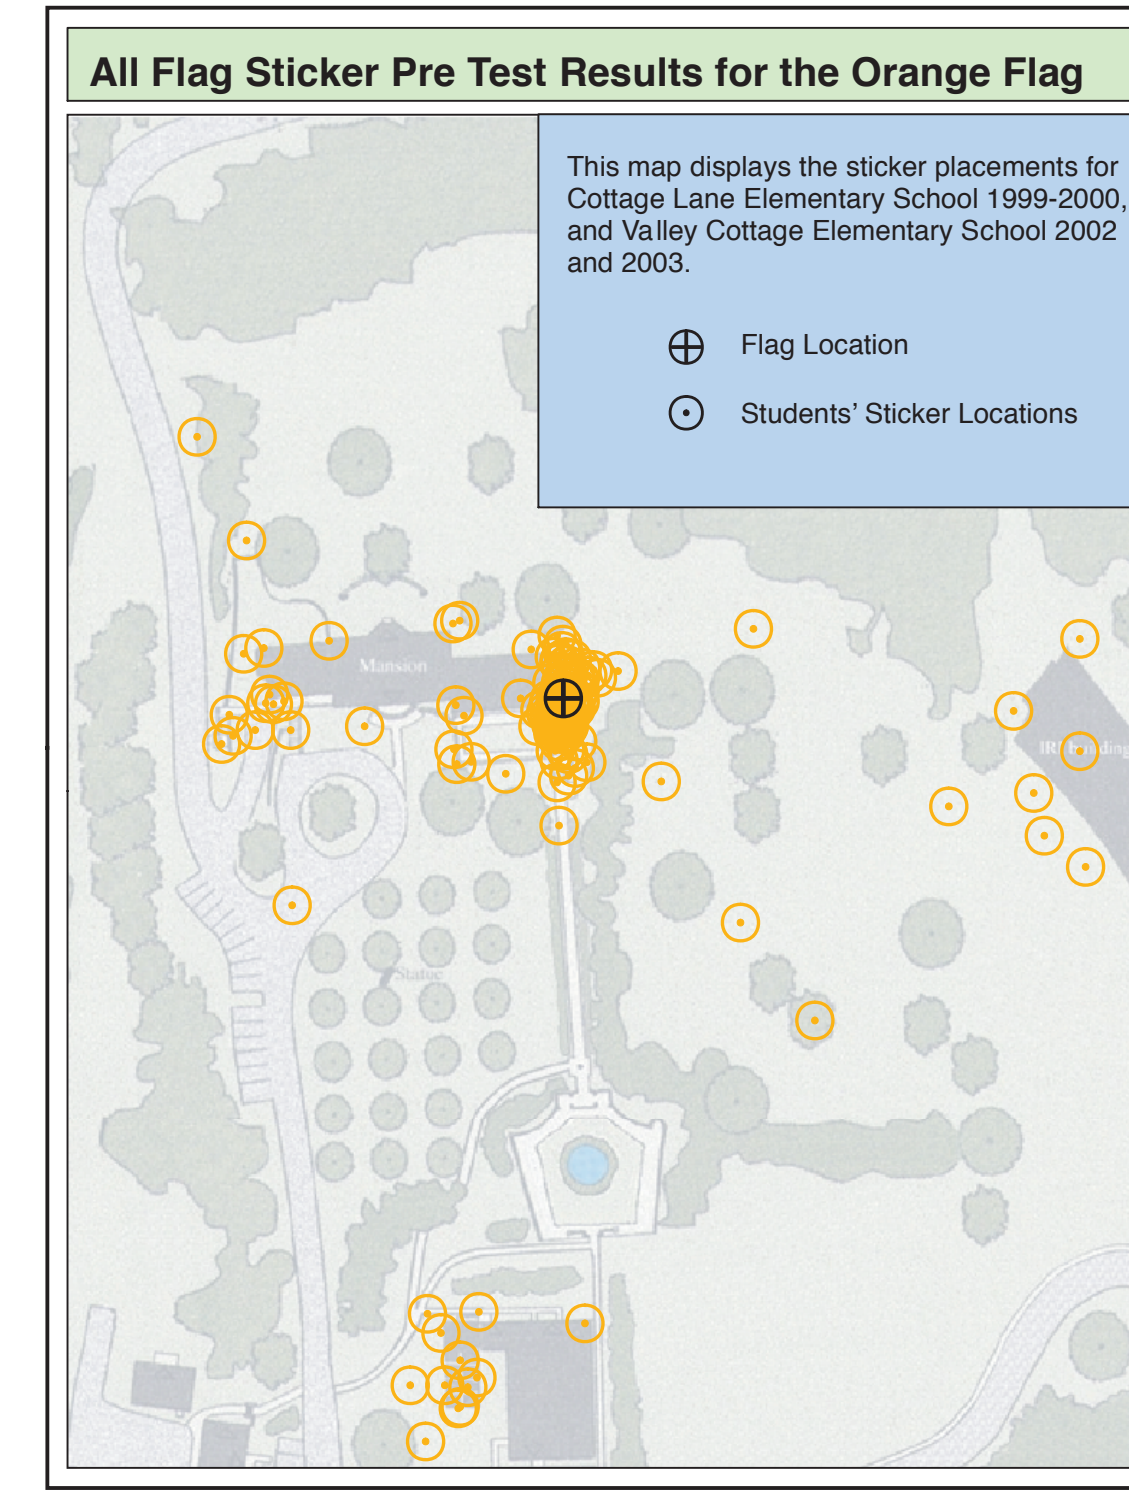 All Flag Sticker Pre Test Results for the Orange Flag
This map displays the sticker placements for
Cottage Lane Elementary School 1999-2000,
and Valley Cottage Elementary School 2002
and 2003.
Flag Location
Students' Sticker Locations
Mansion
Statue
building